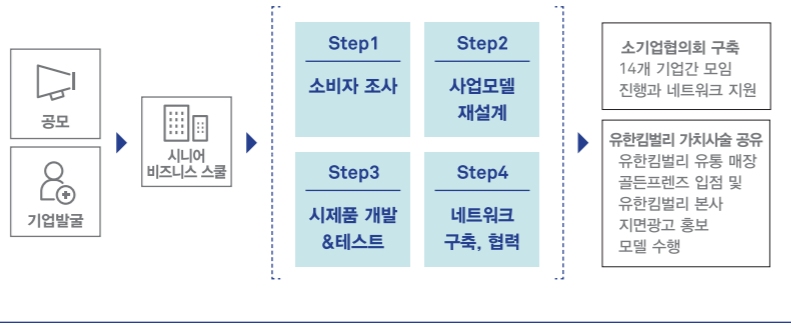 공모
기업발굴
시니어
비즈니스 스쿨
Step1
소비자 조사
Step2
사업모델
재설계
Step3
시제품 개발
&테스트
Step4
네트워크
구축, 협력
소기업협의회 구축
14개 기업간 모임
진행과 네트워크 지원
유한킴벌리 가치사슬 공유
유한킴벌리 유통 매장
골든프렌즈 입점 및
유한킴벌리 본사
지면광고 홍보
모델 수행